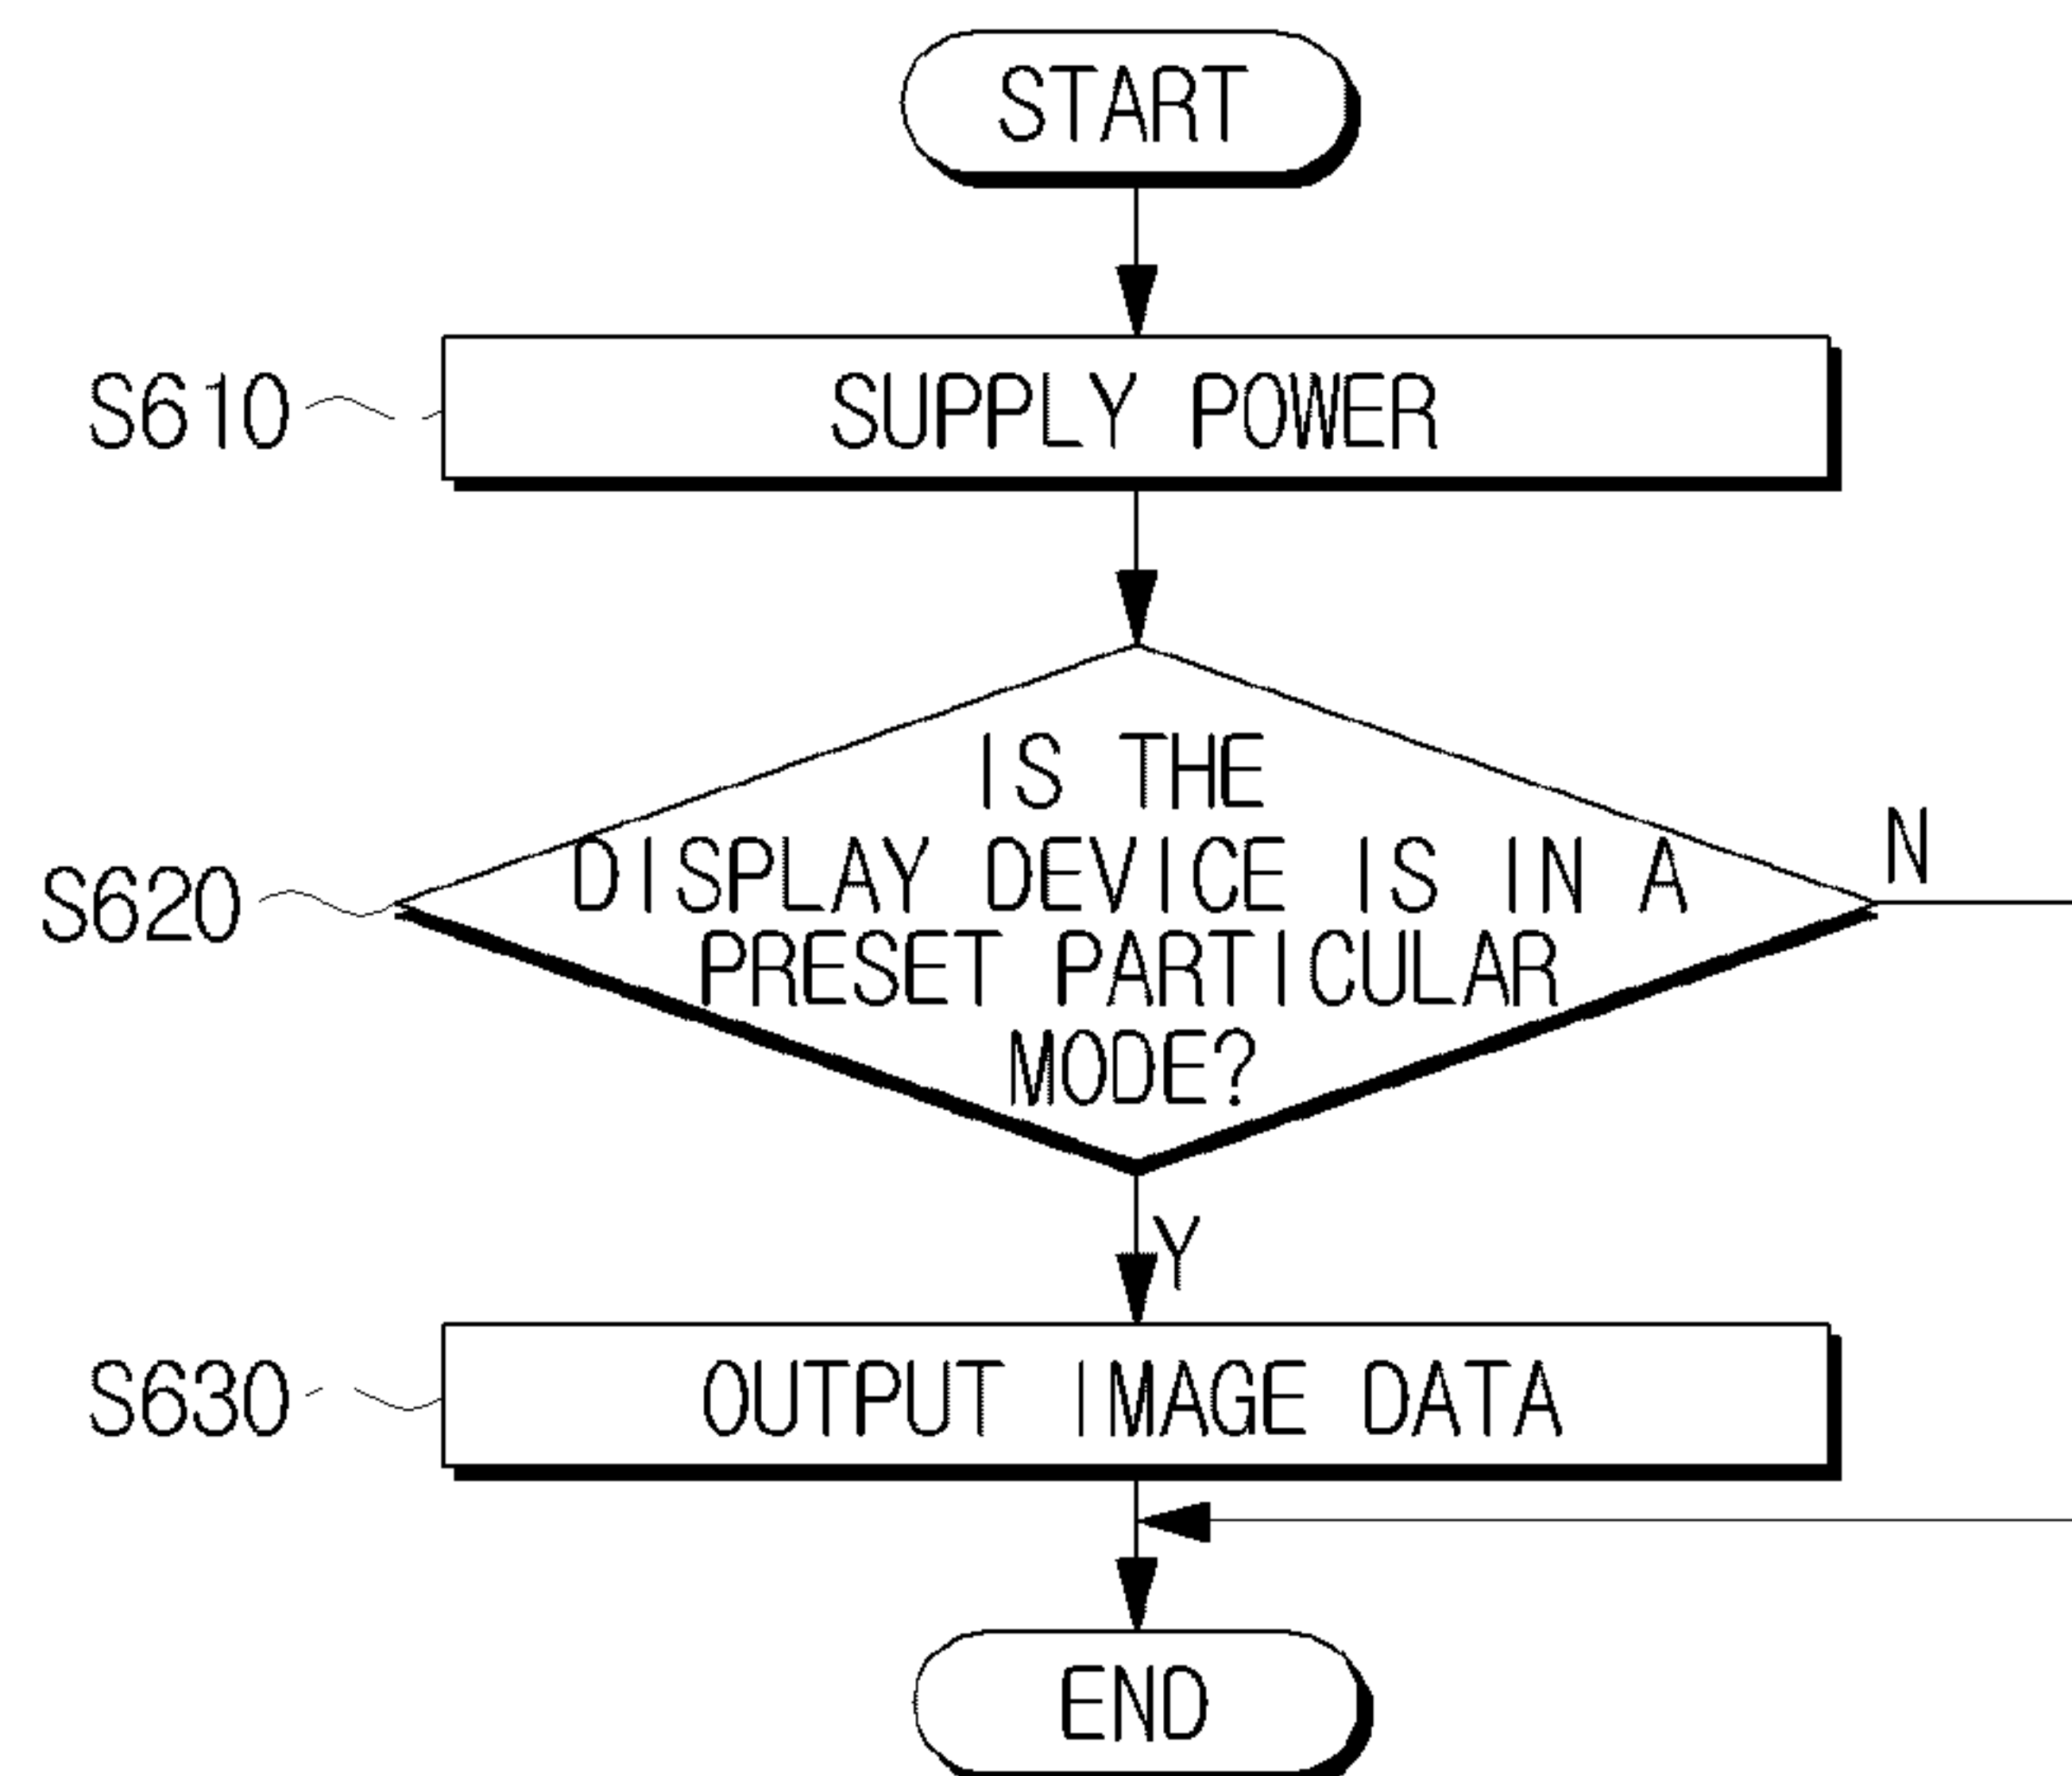 START
S610
SUPPLY POWER
IS THE
DISPLAY DEVICE IS IN A
PRESET PARTICULAR
MODE?
S620
N
Y
S630
OUTPUT IMAGE DATA
END